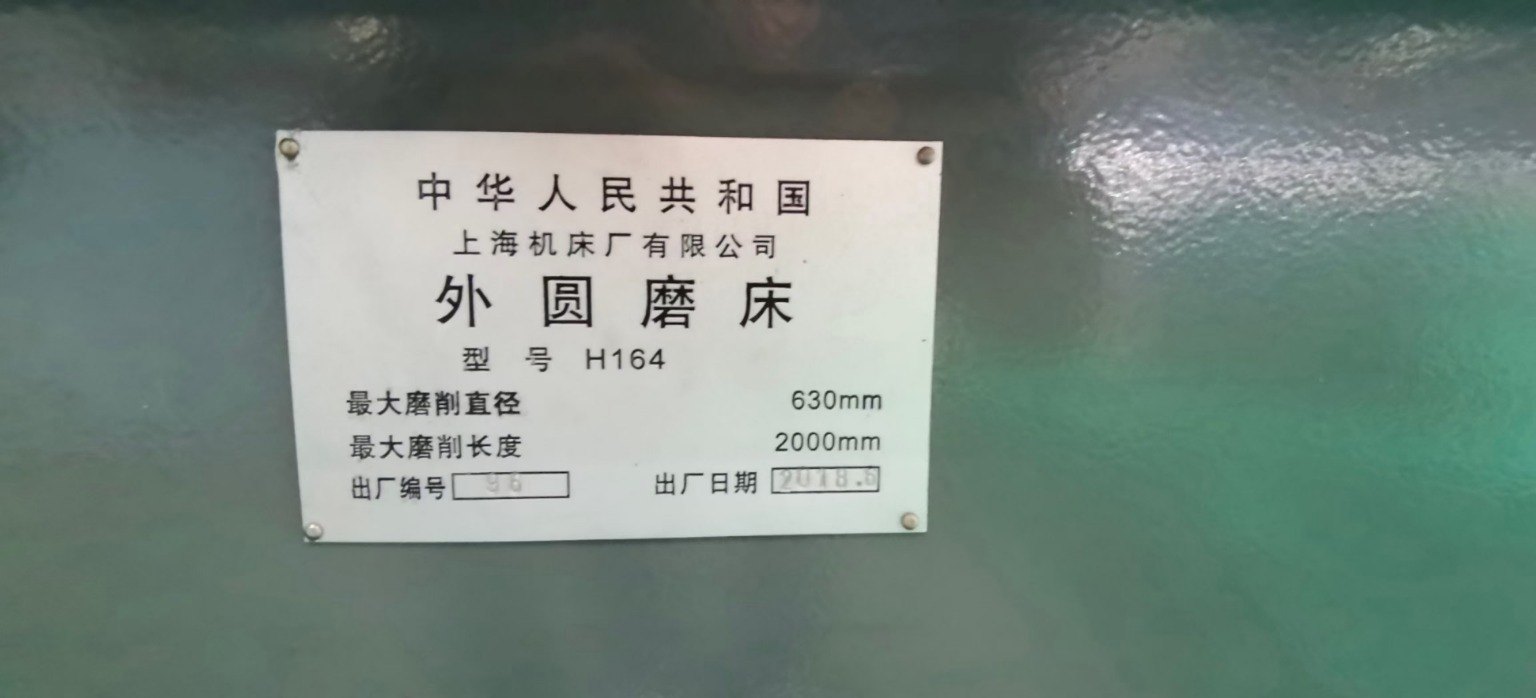 中华人民共和国
上海机床厂有限公司
外圆磨床
型号 H164
最大磨削直径 630mm
最大磨削长度 2000mm
出厂编号 96 出厂日期 2018.6